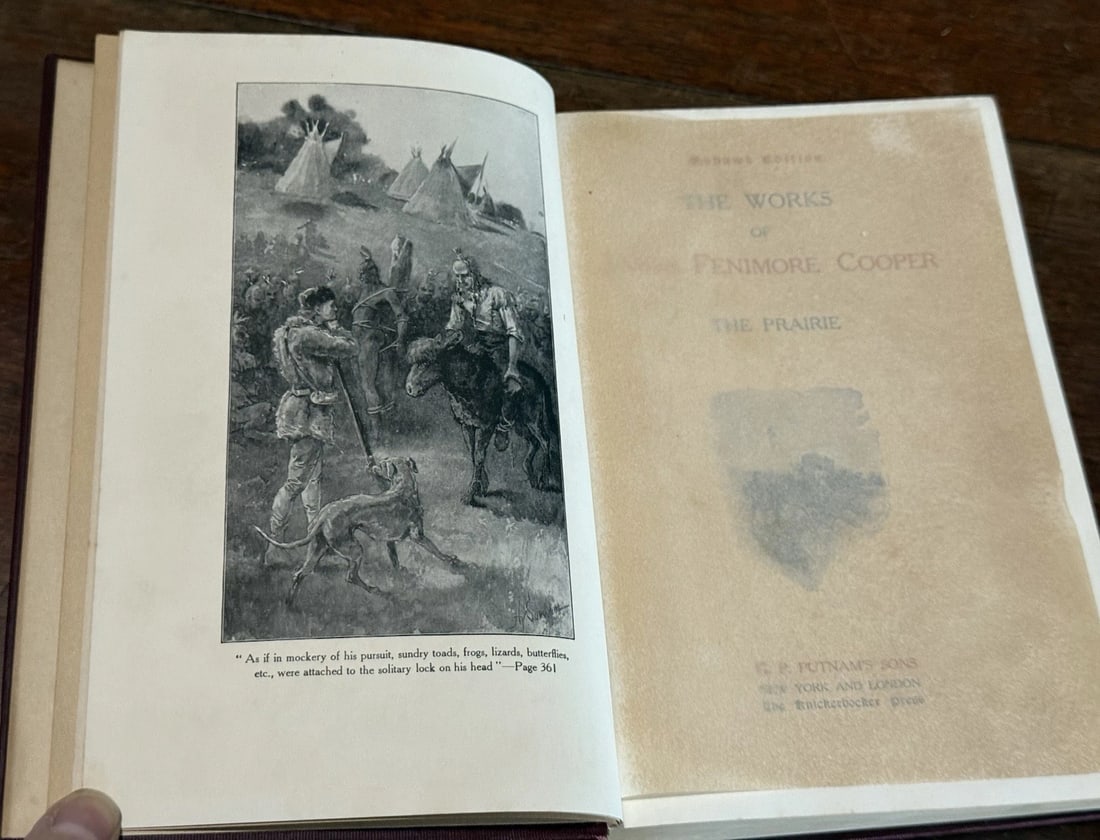 " As if in mockery of his pursuit, sundry toads, frogs, lizards, butterflies,
etc., were attached to the solitary lock on his head "—Page 361
Mohawk Edition
THE WORKS
OF
FENIMORE COOPER
THE PRAIRIE
G. P. PUTNAM'S SONS
NEW YORK AND LONDON
The Knickerbocker Press